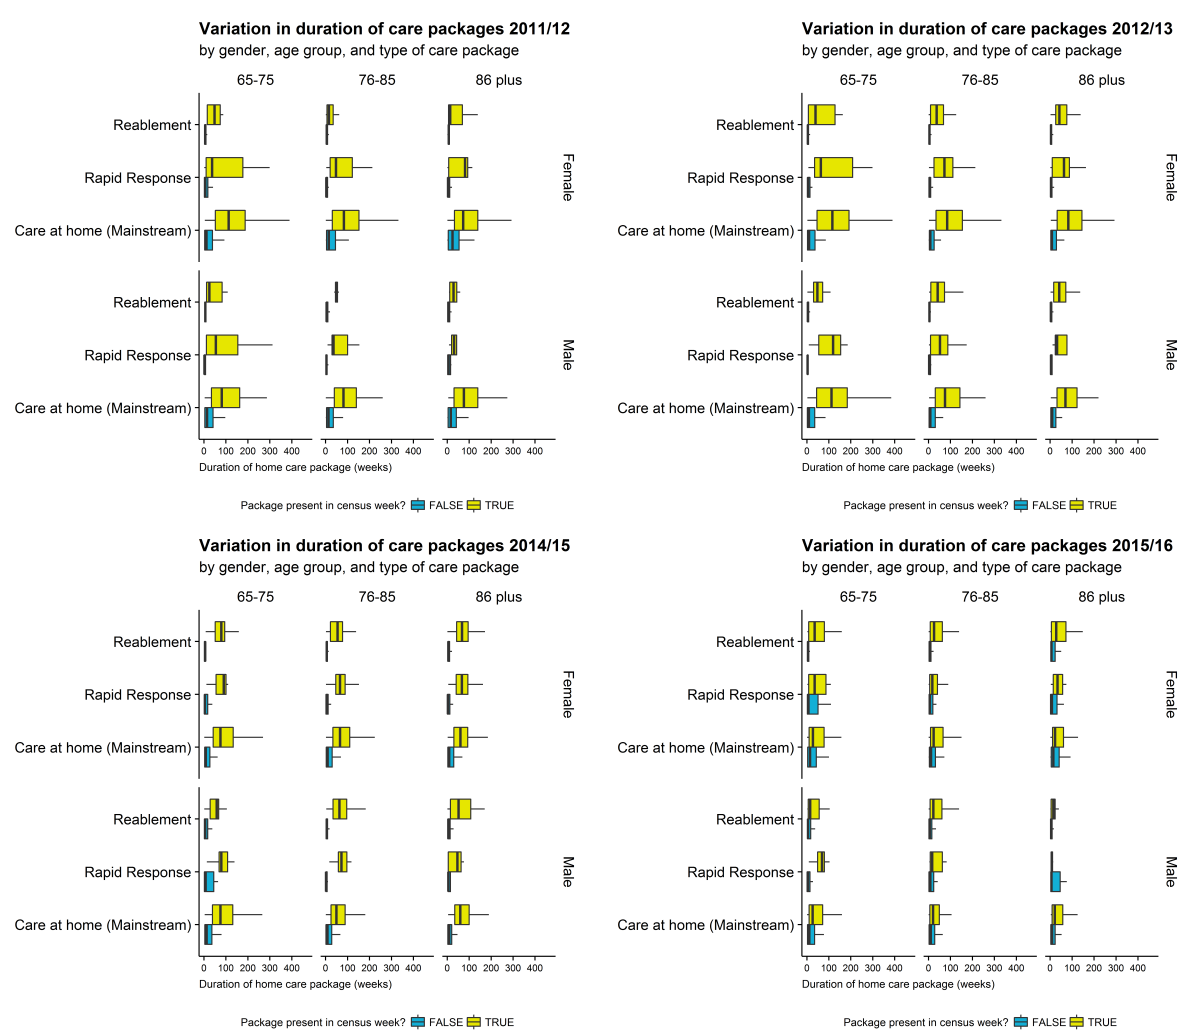 Variation in duration of care packages 2011/12
by gender, age group, and type of care package
65-75 76-85 86 plus
Reablement
Rapid Response
Care at home (Mainstream)
Female
Reablement
Rapid Response
Care at home (Mainstream)
Male
0 100 200 300 400 0 100 200 300 400 0 100 200 300 400
Duration of home care package (weeks)
Package present in census week? FALSE TRUE
Variation in duration of care packages 2012/13
by gender, age group, and type of care package
65-75 76-85 86 plus
Reablement
Rapid Response
Care at home (Mainstream)
Female
Reablement
Rapid Response
Care at home (Mainstream)
Male
0 100 200 300 400 0 100 200 300 400 0 100 200 300 400
Duration of home care package (weeks)
Package present in census week? FALSE TRUE
Variation in duration of care packages 2014/15
by gender, age group, and type of care package
65-75 76-85 86 plus
Reablement
Rapid Response
Care at home (Mainstream)
Female
Reablement
Rapid Response
Care at home (Mainstream)
Male
0 100 200 300 400 0 100 200 300 400 0 100 200 300 400
Duration of home care package (weeks)
Package present in census week? FALSE TRUE
Variation in duration of care packages 2015/16
by gender, age group, and type of care package
65-75 76-85 86 plus
Reablement
Rapid Response
Care at home (Mainstream)
Female
Reablement
Rapid Response
Care at home (Mainstream)
Male
0 100 200 300 400 0 100 200 300 400 0 100 200 300 400
Duration of home care package (weeks)
Package present in census week? FALSE TRUE